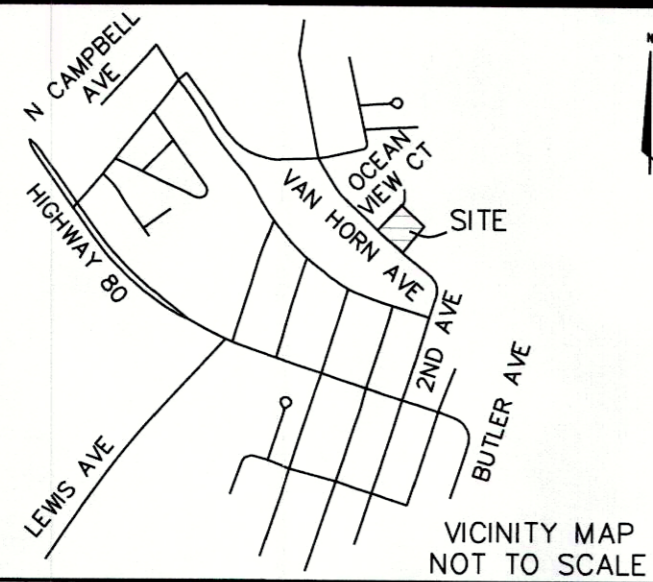 N CAMPBELL
AVE
N
OCEAN
VIEW CT
VAN HORN AVE
SITE
HIGHWAY 80
2ND AVE
BUTLER AVE
LEWIS AVE
VICINITY MAP
NOT TO SCALE